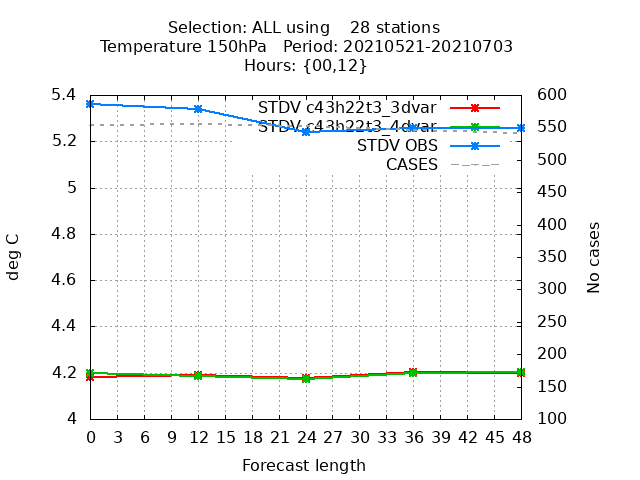 Selection: ALL using    28 stations
Temperature 150hPa   Period: 20210521-20210703
Hours: {00,12}
5.4
5.2
5
4.8
4.6
4.4
4.2
4
deg C
600
550
500
450
400
350
300
250
200
150
100
No cases
STDV c43h22t3_3dvar
STDV c43h22t3_4dvar
STDV OBS
CASES
0 3 6 9 12 15 18 21 24 27 30 33 36 39 42 45 48
Forecast length